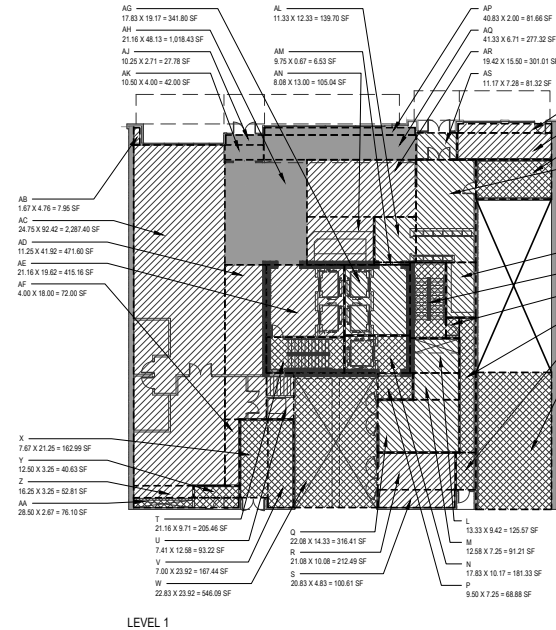 AG
17.83 X 19.17 = 341.80 SF
AH
21.16 X 48.13 = 1,018.43 SF
AJ
10.25 X 2.71 = 27.78 SF
AK
10.50 X 4.00 = 42.00 SF
AL
11.33 X 12.33 = 139.70 SF
AM
9.75 X 0.67 = 6.53 SF
AN
8.08 X 13.00 = 105.04 SF
AP
40.83 X 2.00 = 81.66 SF
AQ
41.33 X 6.71 = 277.32 SF
AR
19.42 X 15.50 = 301.01 SF
AS
11.17 X 7.28 = 81.32 SF
AB
1.67 X 4.76 = 7.95 SF
AC
24.75 X 92.42 = 2,287.40 SF
AD
11.25 X 41.92 = 471.60 SF
AE
21.16 X 19.62 = 415.16 SF
AF
4.00 X 18.00 = 72.00 SF
X
7.67 X 21.25 = 162.99 SF
Y
12.50 X 3.25 = 40.63 SF
Z
16.25 X 3.25 = 52.81 SF
AA
28.50 X 2.67 = 76.10 SF
T
21.16 X 9.71 = 205.46 SF
U
7.41 X 12.58 = 93.22 SF
V
7.00 X 23.92 = 167.44 SF
W
22.83 X 23.92 = 546.09 SF
Q
22.08 X 14.33 = 316.41 SF
R
21.08 X 10.08 = 212.49 SF
S
20.83 X 4.83 = 100.61 SF
L
13.33 X 9.42 = 125.57 SF
M
12.58 X 7.25 = 91.21 SF
N
17.83 X 10.17 = 181.33 SF
P
9.50 X 7.25 = 68.88 SF
LEVEL 1